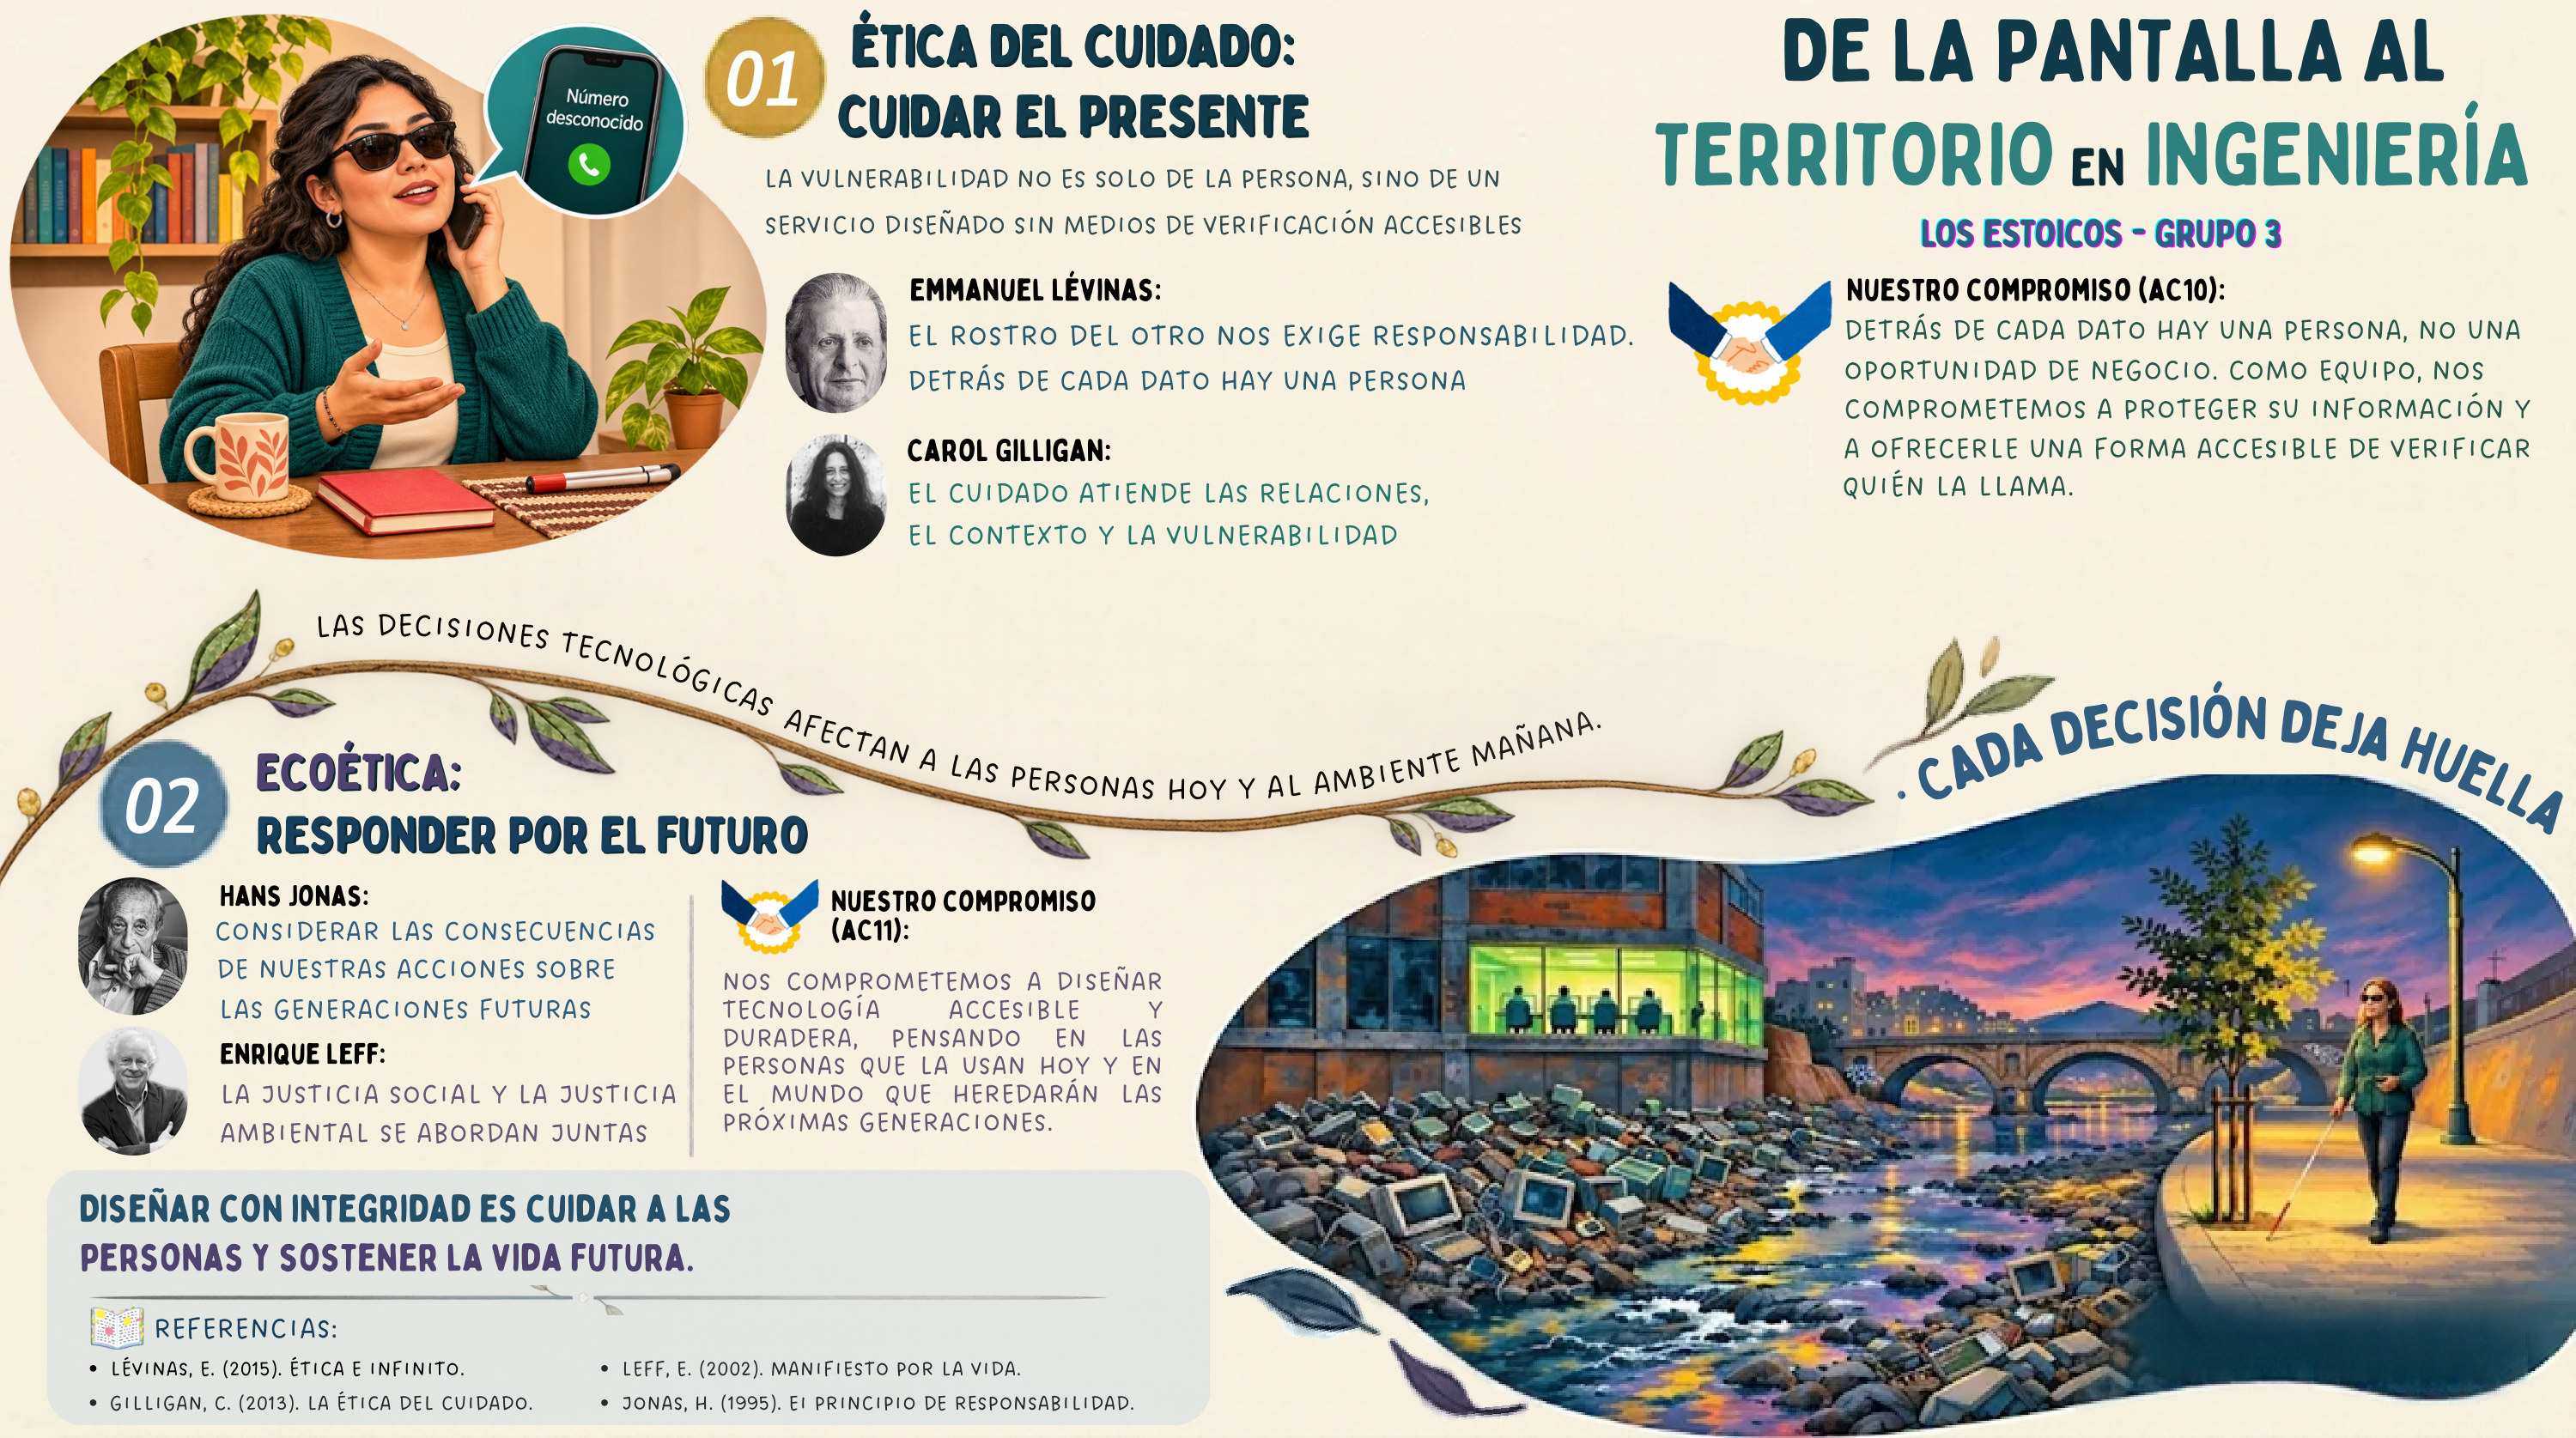 Número
desconocido
01
ÉTICA DEL CUIDADO:
CUIDAR EL PRESENTE
LA VULNERABILIDAD NO ES SOLO DE LA PERSONA, SINO DE UN
SERVICIO DISEÑADO SIN MEDIOS DE VERIFICACIÓN ACCESIBLES
EMMANUEL LÉVINAS:
EL ROSTRO DEL OTRO NOS EXIGE RESPONSABILIDAD.
DETRÁS DE CADA DATO HAY UNA PERSONA
CAROL GILLIGAN:
EL CUIDADO ATIENDE LAS RELACIONES,
EL CONTEXTO Y LA VULNERABILIDAD
DE LA PANTALLA AL
TERRITORIO EN INGENIERÍA
LOS ESTOICOS - GRUPO 3
NUESTRO COMPROMISO (AC10):
DETRÁS DE CADA DATO HAY UNA PERSONA, NO UNA
OPORTUNIDAD DE NEGOCIO. COMO EQUIPO, NOS
COMPROMETEMOS A PROTEGER SU INFORMACIÓN Y
A OFRECERLE UNA FORMA ACCESIBLE DE VERIFICAR
QUIÉN LA LLAMA.
LAS DECISIONES TECNOLÓGICAS AFECTAN A LAS PERSONAS HOY Y AL AMBIENTE MAÑANA.
· CADA DECISIÓN DEJA HUELLA
02
ECOÉTICA:
RESPONDER POR EL FUTURO
HANS JONAS:
CONSIDERAR LAS CONSECUENCIAS
DE NUESTRAS ACCIONES SOBRE
LAS GENERACIONES FUTURAS
ENRIQUE LEFF:
LA JUSTICIA SOCIAL Y LA JUSTICIA
AMBIENTAL SE ABORDAN JUNTAS
NUESTRO COMPROMISO
(AC11):
NOS COMPROMETEMOS A DISEÑAR
TECNOLOGÍA ACCESIBLE Y
DURADERA, PENSANDO EN LAS
PERSONAS QUE LA USAN HOY Y EN
EL MUNDO QUE HEREDARÁN LAS
PRÓXIMAS GENERACIONES.
DISEÑAR CON INTEGRIDAD ES CUIDAR A LAS
PERSONAS Y SOSTENER LA VIDA FUTURA.
REFERENCIAS:
• LÉVINAS, E. (2015). ÉTICA E INFINITO.
• GILLIGAN, C. (2013). LA ÉTICA DEL CUIDADO.
• LEFF, E. (2002). MANIFIESTO POR LA VIDA.
• JONAS, H. (1995). El PRINCIPIO DE RESPONSABILIDAD.